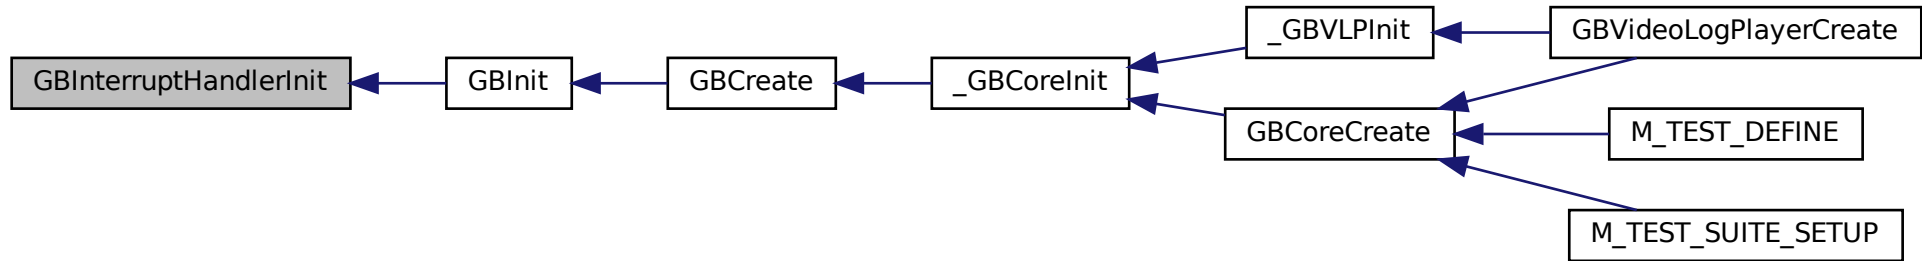 GBInterruptHandlerInit
GBInit
GBCreate
_GBCoreInit
_GBVLPInit
GBVideoLogPlayerCreate
GBCoreCreate
M_TEST_DEFINE
M_TEST_SUITE_SETUP